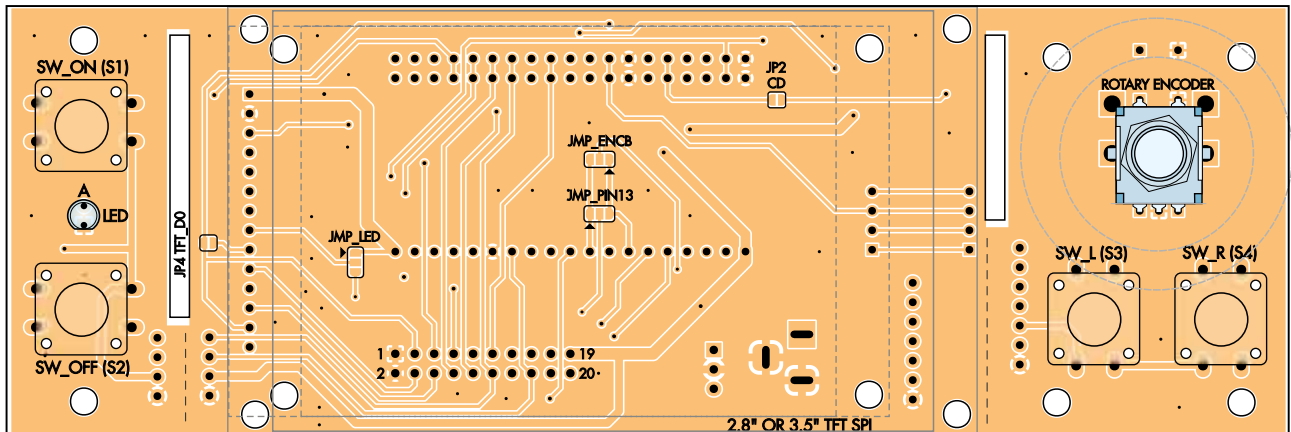 SW_ON (S1)
JP2
CD
ROTARY ENCODER
JMP_ENCB
A
LED
JMP_PIN13
JP4 TFT_D0
JMP_LED
SW_L (S3)
SW_R (S4)
1
19
2
20
SW_OFF (S2)
2.8" OR 3.5" TFT SPI